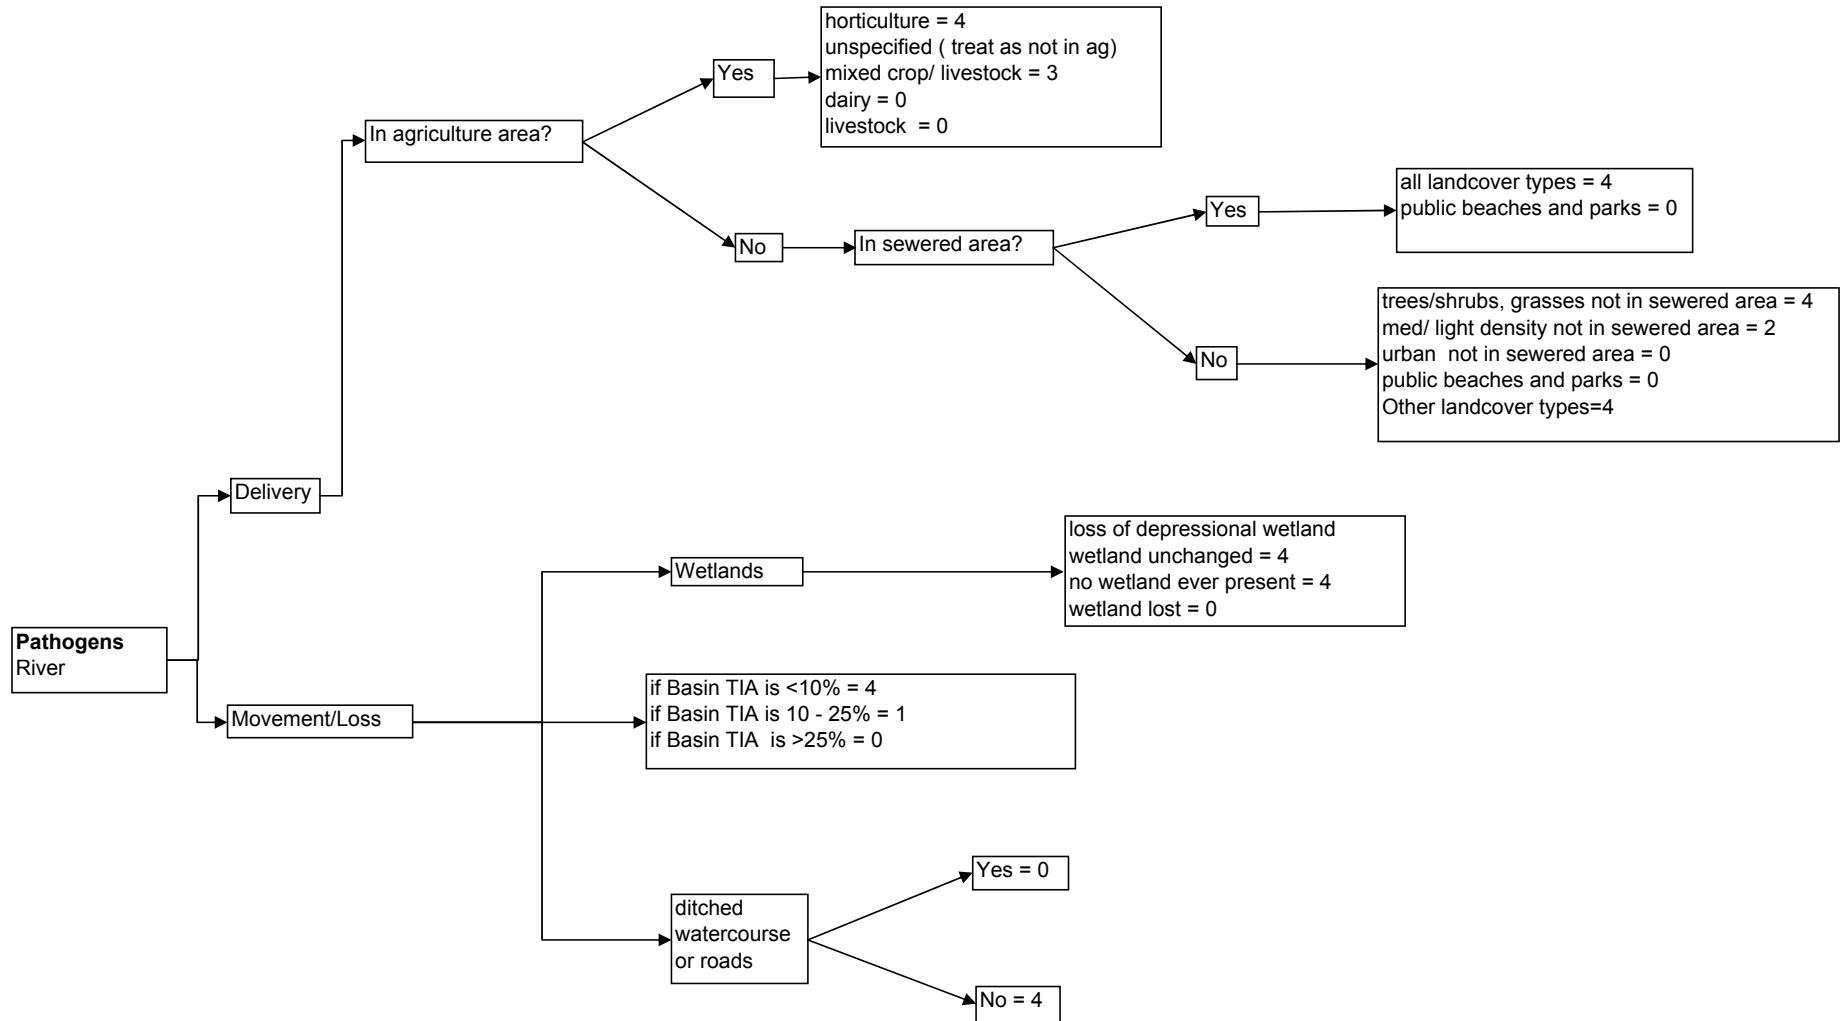 horticulture = 4
unspecified ( treat as not in ag)
mixed crop/ livestock = 3
dairy = 0
livestock  = 0
Yes
In agriculture area?
No
In sewered area?
Yes
all landcover types = 4
public beaches and parks = 0
No
trees/shrubs, grasses not in sewered area = 4
med/ light density not in sewered area = 2
urban  not in sewered area = 0
public beaches and parks = 0
Other landcover types=4
Delivery
Pathogens
River
Movement/Loss
Wetlands
loss of depressional wetland
wetland unchanged = 4
no wetland ever present = 4
wetland lost = 0
if Basin TIA is <10% = 4
if Basin TIA is 10 - 25% = 1
if Basin TIA  is >25% = 0
ditched
watercourse
or roads
Yes = 0
No = 4